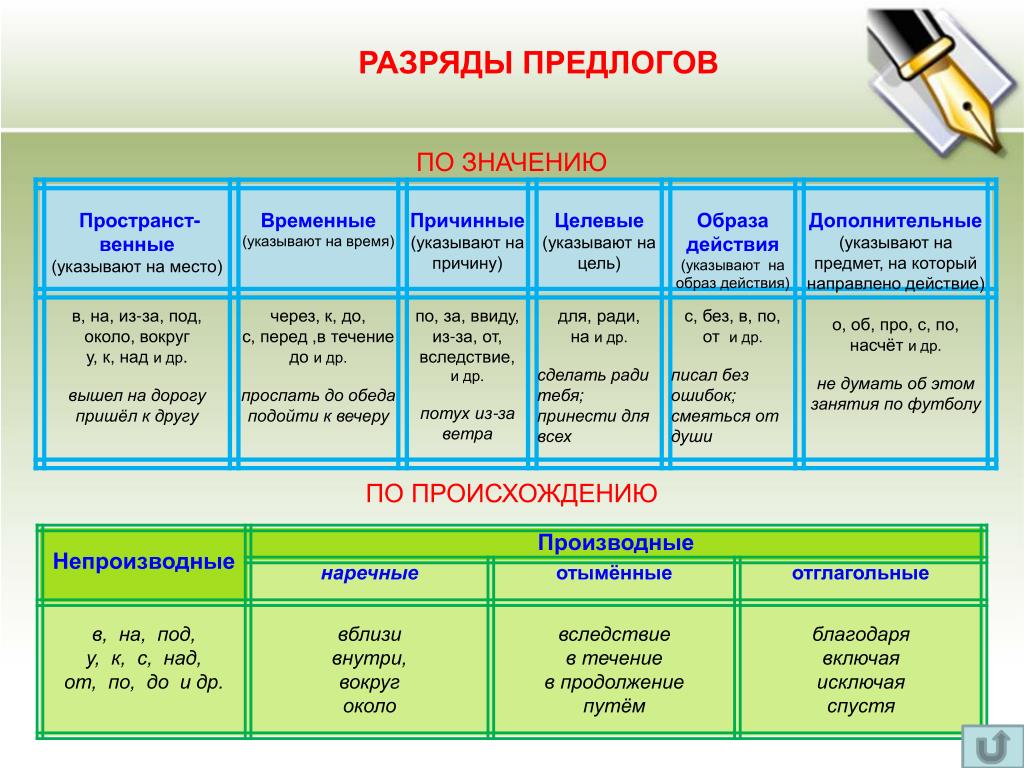 РАЗРЯДЫ ПРЕДЛОГОВ
ПО ЗНАЧЕНИЮ
Пространст-
венные
(указывают на место)
Временные
(указывают на время)
Причинные
(указывают на
причину)
Целевые
(указывают на
цель)
Образа
действия
(указывают на
образ действия)
Дополнительные
(указывают на
предмет, на который
направлено действие)
в, на, из-за, под,
около, вокруг
у, к, над и др.
вышел на дорогу
пришёл к другу
через, к, до,
с, перед ,в течение
до и др.
проспать до обеда
подойти к вечеру
по, за, ввиду,
из-за, от,
вследствие,
и др.
потух из-за
ветра
для, ради,
на и др.
сделать ради
тебя;
принести для
всех
с, без, в, по,
от и др.
писал без
ошибок;
смеяться от
души
о, об, про, с, по,
насчёт и др.
не думать об этом
занятия по футболу
ПО ПРОИСХОЖДЕНИЮ
Непроизводные
Производные
наречные
отымённые
отглагольные
в, на, под,
у, к, с, над,
от, по, до и др.
вблизи
внутри,
вокруг
около
вследствие
в течение
в продолжение
путём
благодаря
включая
исключая
спустя